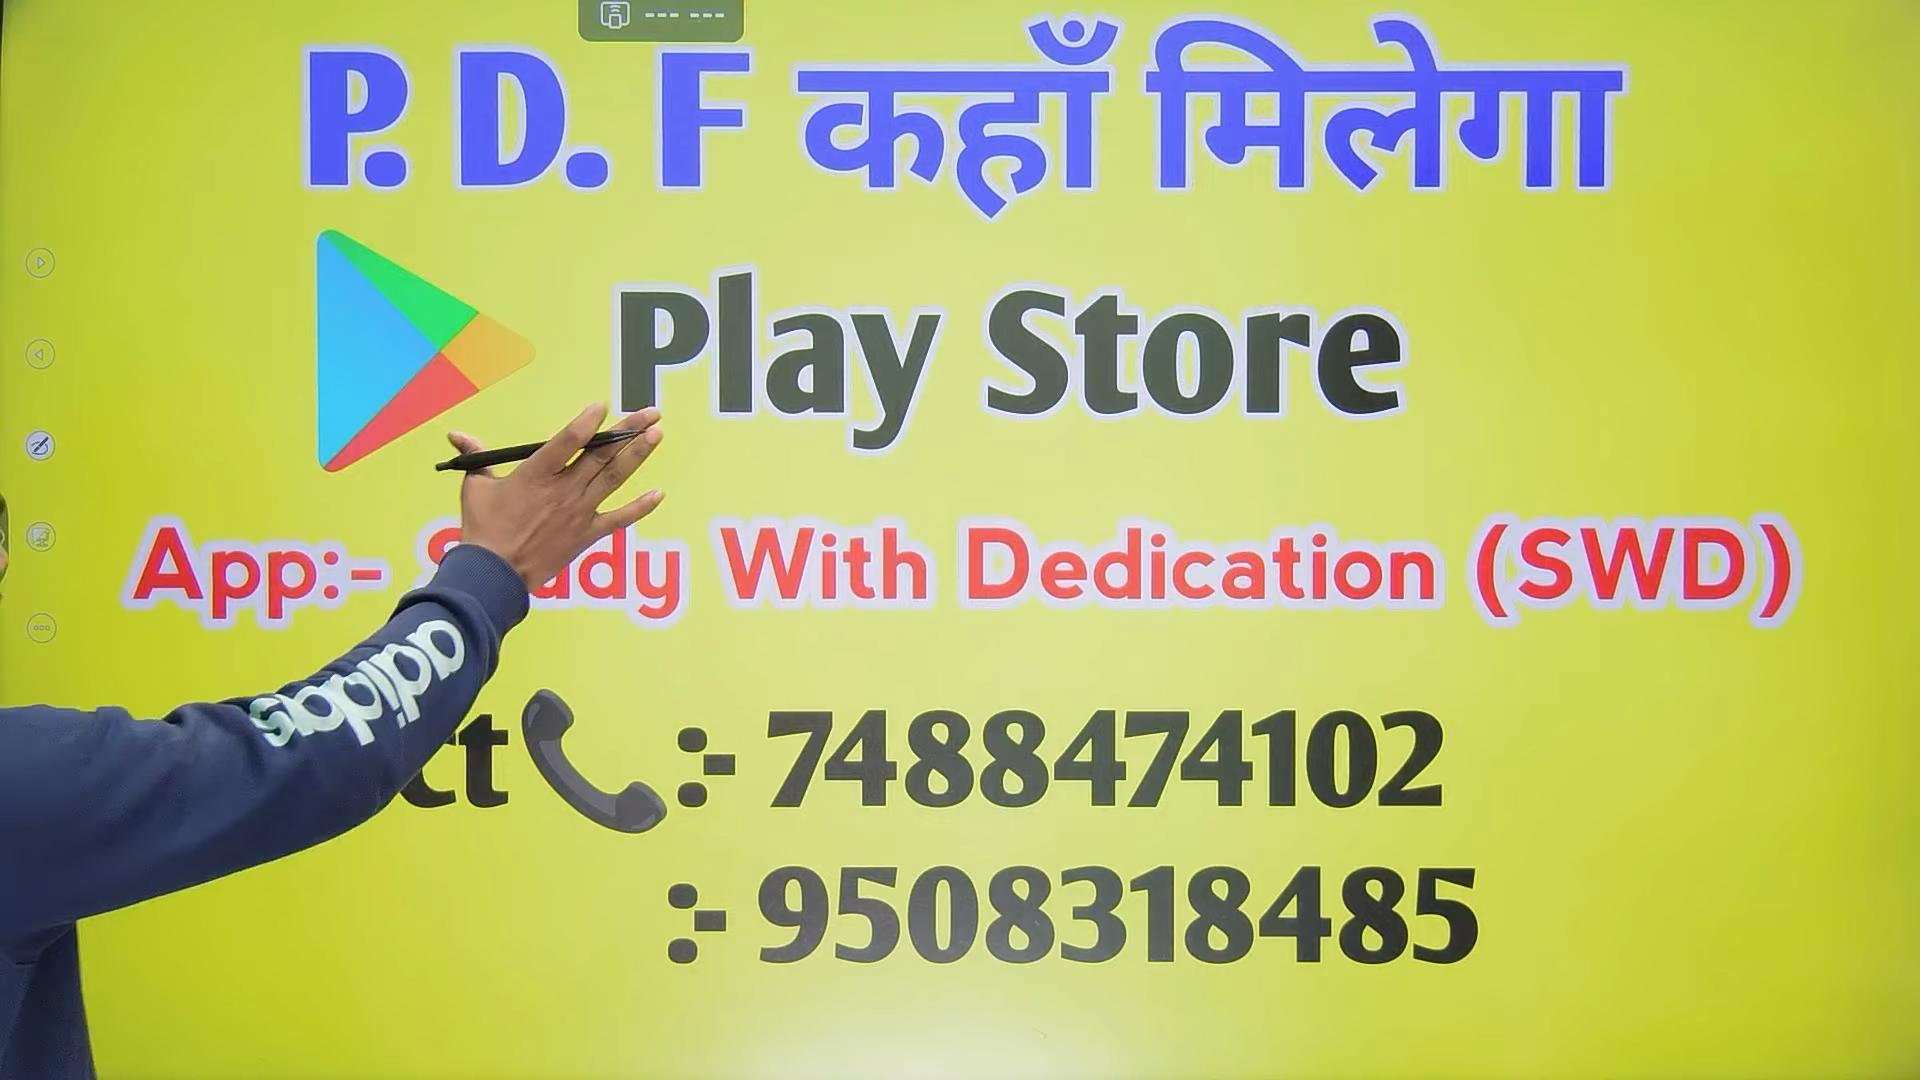 P. D. F कहाँ मिलेगा
Play Store
App:- With Dedication (SWD)
:- 7488474102
:- 9508318485
adidas